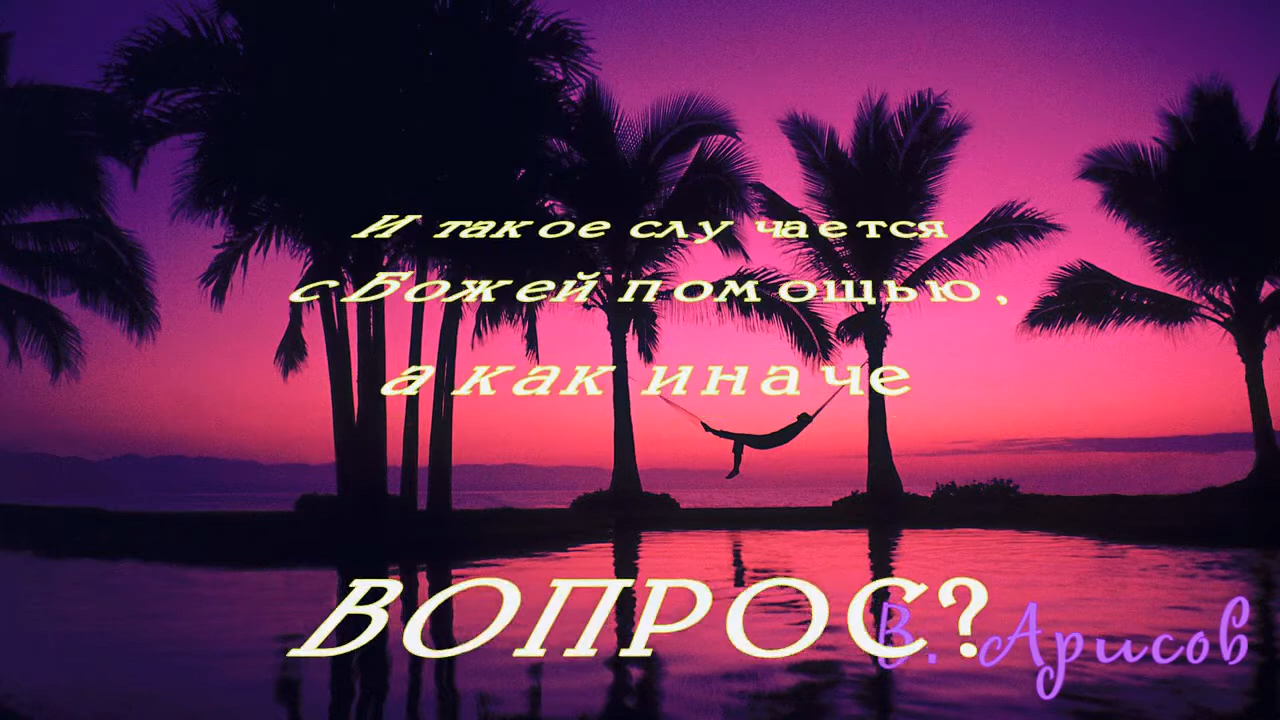 И такое случается
с Божей помощью,
а как иначе
ВОПРОС?
В. Арисов